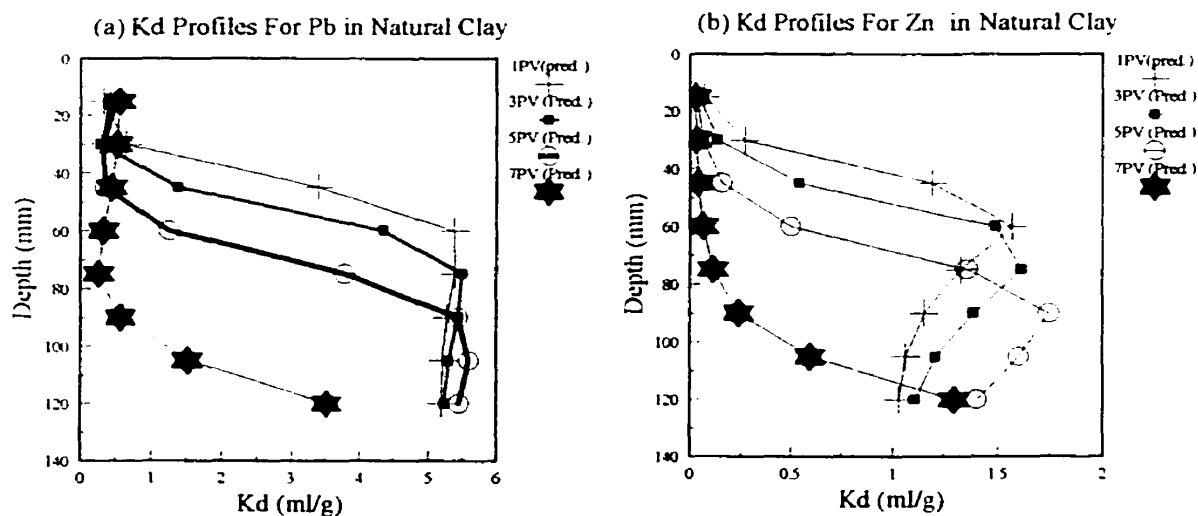 (a) Kd Profiles For Pb in Natural Clay
0
20
40
60
80
100
120
140
Depth (mm)
0
1
2
3
4
5
6
Kd (ml/g)
1PV(pred.)
3PV (Pred.)
5PV (Pred.)
7PV (Pred.)
(b) Kd Profiles For Zn in Natural Clay
0
20
40
60
80
100
120
140
Depth (mm)
0
0.5
1
15
2
Kd (ml/g)
1PV(pred.)
3PV (Pred.)
5PV (Pred.)
7PV (Pred.)